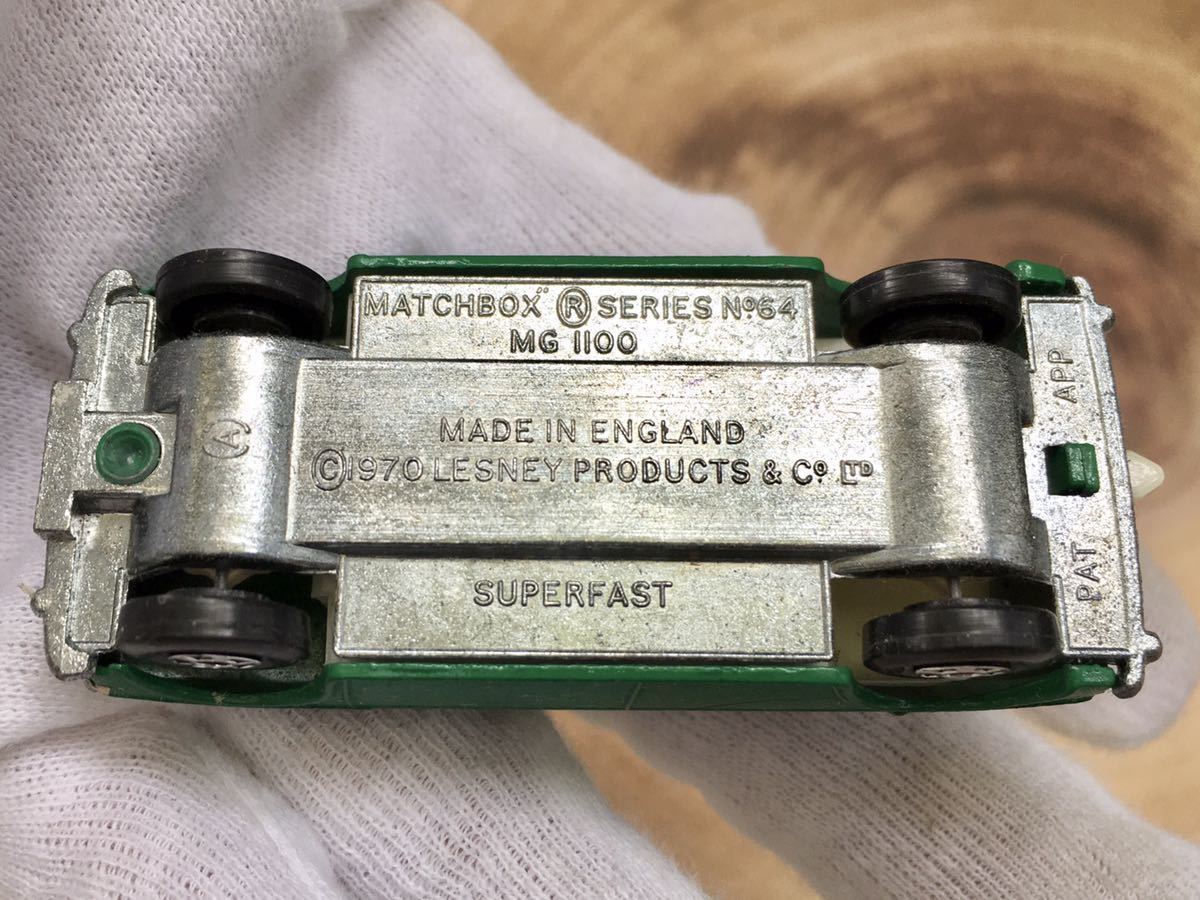 MATCHBOX" ® SERIES Nº64
MG 1100
MADE IN ENGLAND
©1970 LESNEY PRODUCTS & Cº LTD
SUPERFAST
A
PAT APP